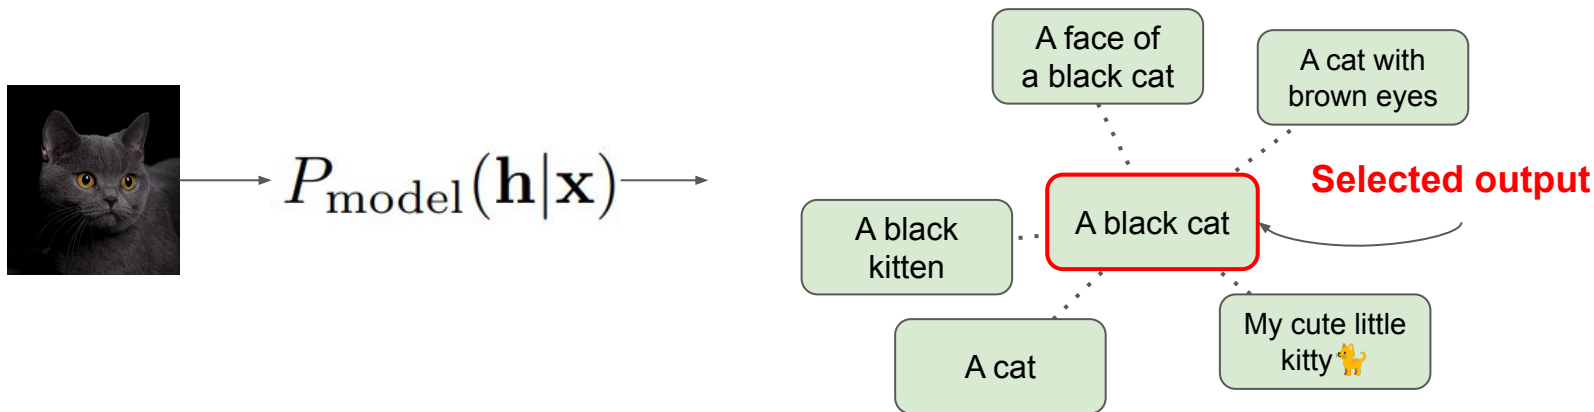 P_model(h|x)
A face of
a black cat
A cat with
brown eyes
Selected output
A black cat
A black
kitten
A cat
My cute little
kitty🐈